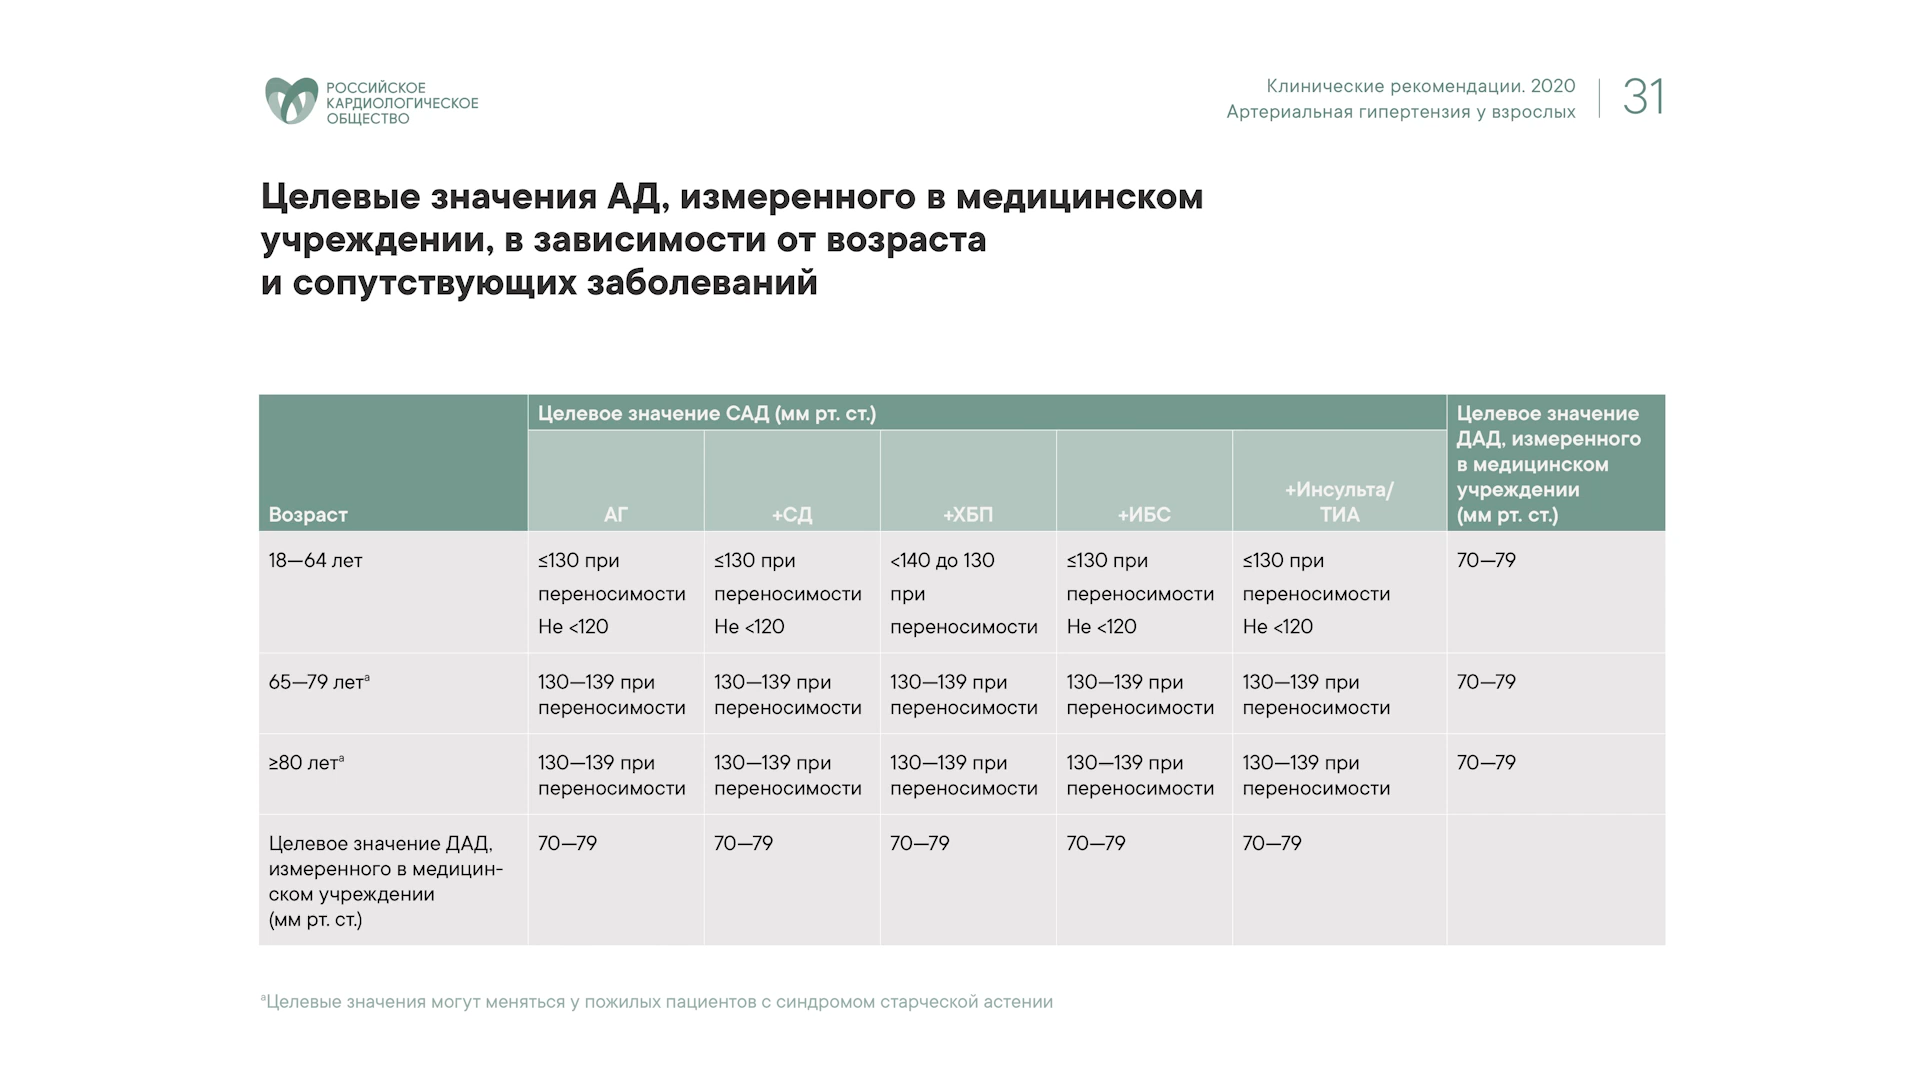 РОССИЙСКОЕ
КАРДИОЛОГИЧЕСКОЕ
ОБЩЕСТВО
Клинические рекомендации. 2020
Артериальная гипертензия у взрослых
31
Целевые значения АД, измеренного в медицинском
учреждении, в зависимости от возраста
и сопутствующих заболеваний
Возраст
Целевое значение САД (мм рт. ст.)
АГ
+СД
+ХБП
+ИБС
+Инсульта/
ТИА
Целевое значение
ДАД, измеренного
в медицинском
учреждении
(мм рт. ст.)
18—64 лет
≤130 при
переносимости
Не <120
≤130 при
переносимости
Не <120
<140 до 130
при
переносимости
≤130 при
переносимости
Не <120
≤130 при
переносимости
Не <120
70—79
65—79 летᵃ
130—139 при
переносимости
130—139 при
переносимости
130—139 при
переносимости
130—139 при
переносимости
130—139 при
переносимости
70—79
≥80 летᵃ
130—139 при
переносимости
130—139 при
переносимости
130—139 при
переносимости
130—139 при
переносимости
130—139 при
переносимости
70—79
Целевое значение ДАД,
измеренного в медицин-
ском учреждении
(мм рт. ст.)
70—79
70—79
70—79
70—79
70—79
ᵃЦелевые значения могут меняться у пожилых пациентов с синдромом старческой астении